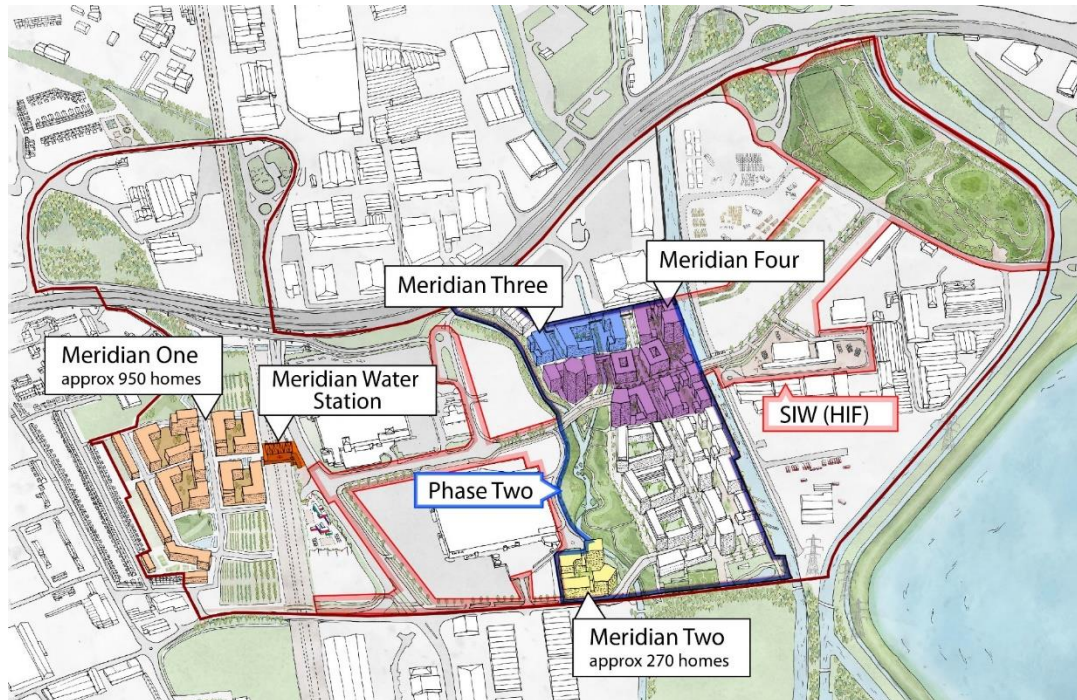 Meridian Three
Meridian Four
Meridian One
approx 950 homes
Meridian Water
Station
SIW (HIF)
Phase Two
Meridian Two
approx 270 homes